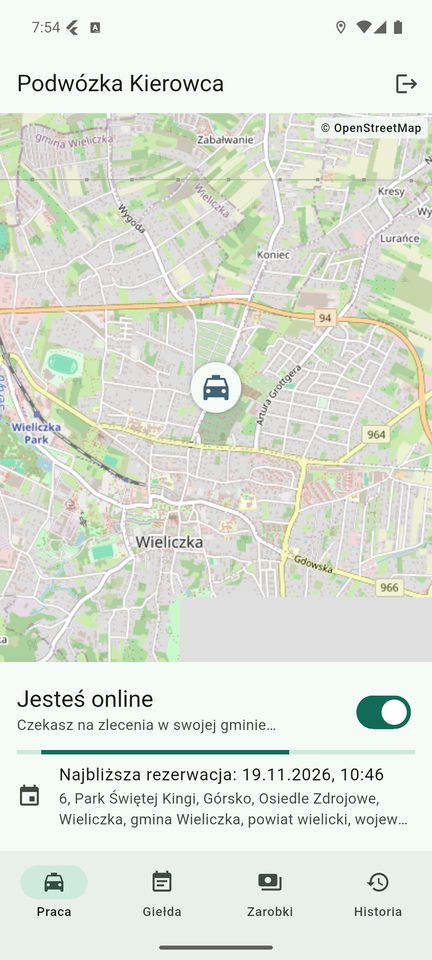 7:54
Podwózka Kierowca
© OpenStreetMap
gmina Wieliczka
Zabałwanie
Kresy
Wygoda
Wieliczka
Lurańce
Koniec
94
Artura Grottgera
Wieliczka
Park
964
Wieliczka
Gdowska
966
Jesteś online
Czekasz na zlecenia w swojej gminie…
Najbliższa rezerwacja: 19.11.2026, 10:46
6, Park Świętej Kingi, Górsko, Osiedle Zdrojowe,
Wieliczka, gmina Wieliczka, powiat wielicki, wojew…
Praca
Giełda
Zarobki
Historia